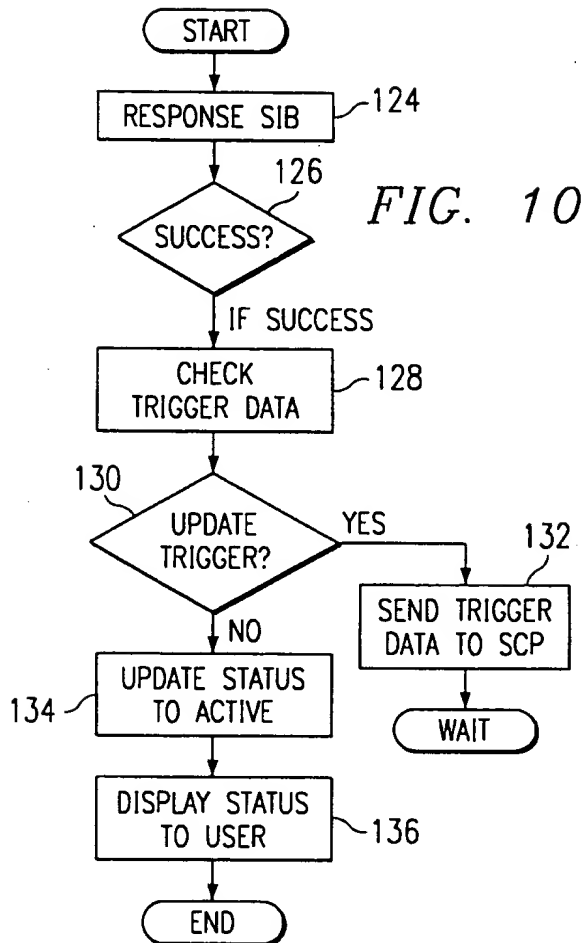 START
RESPONSE SIB
124
126
FIG. 10
SUCCESS?
IF SUCCESS
CHECK
TRIGGER DATA
128
130
UPDATE
TRIGGER?
YES
132
SEND TRIGGER
DATA TO SCP
WAIT
NO
134
UPDATE STATUS
TO ACTIVE
DISPLAY STATUS
TO USER
136
END